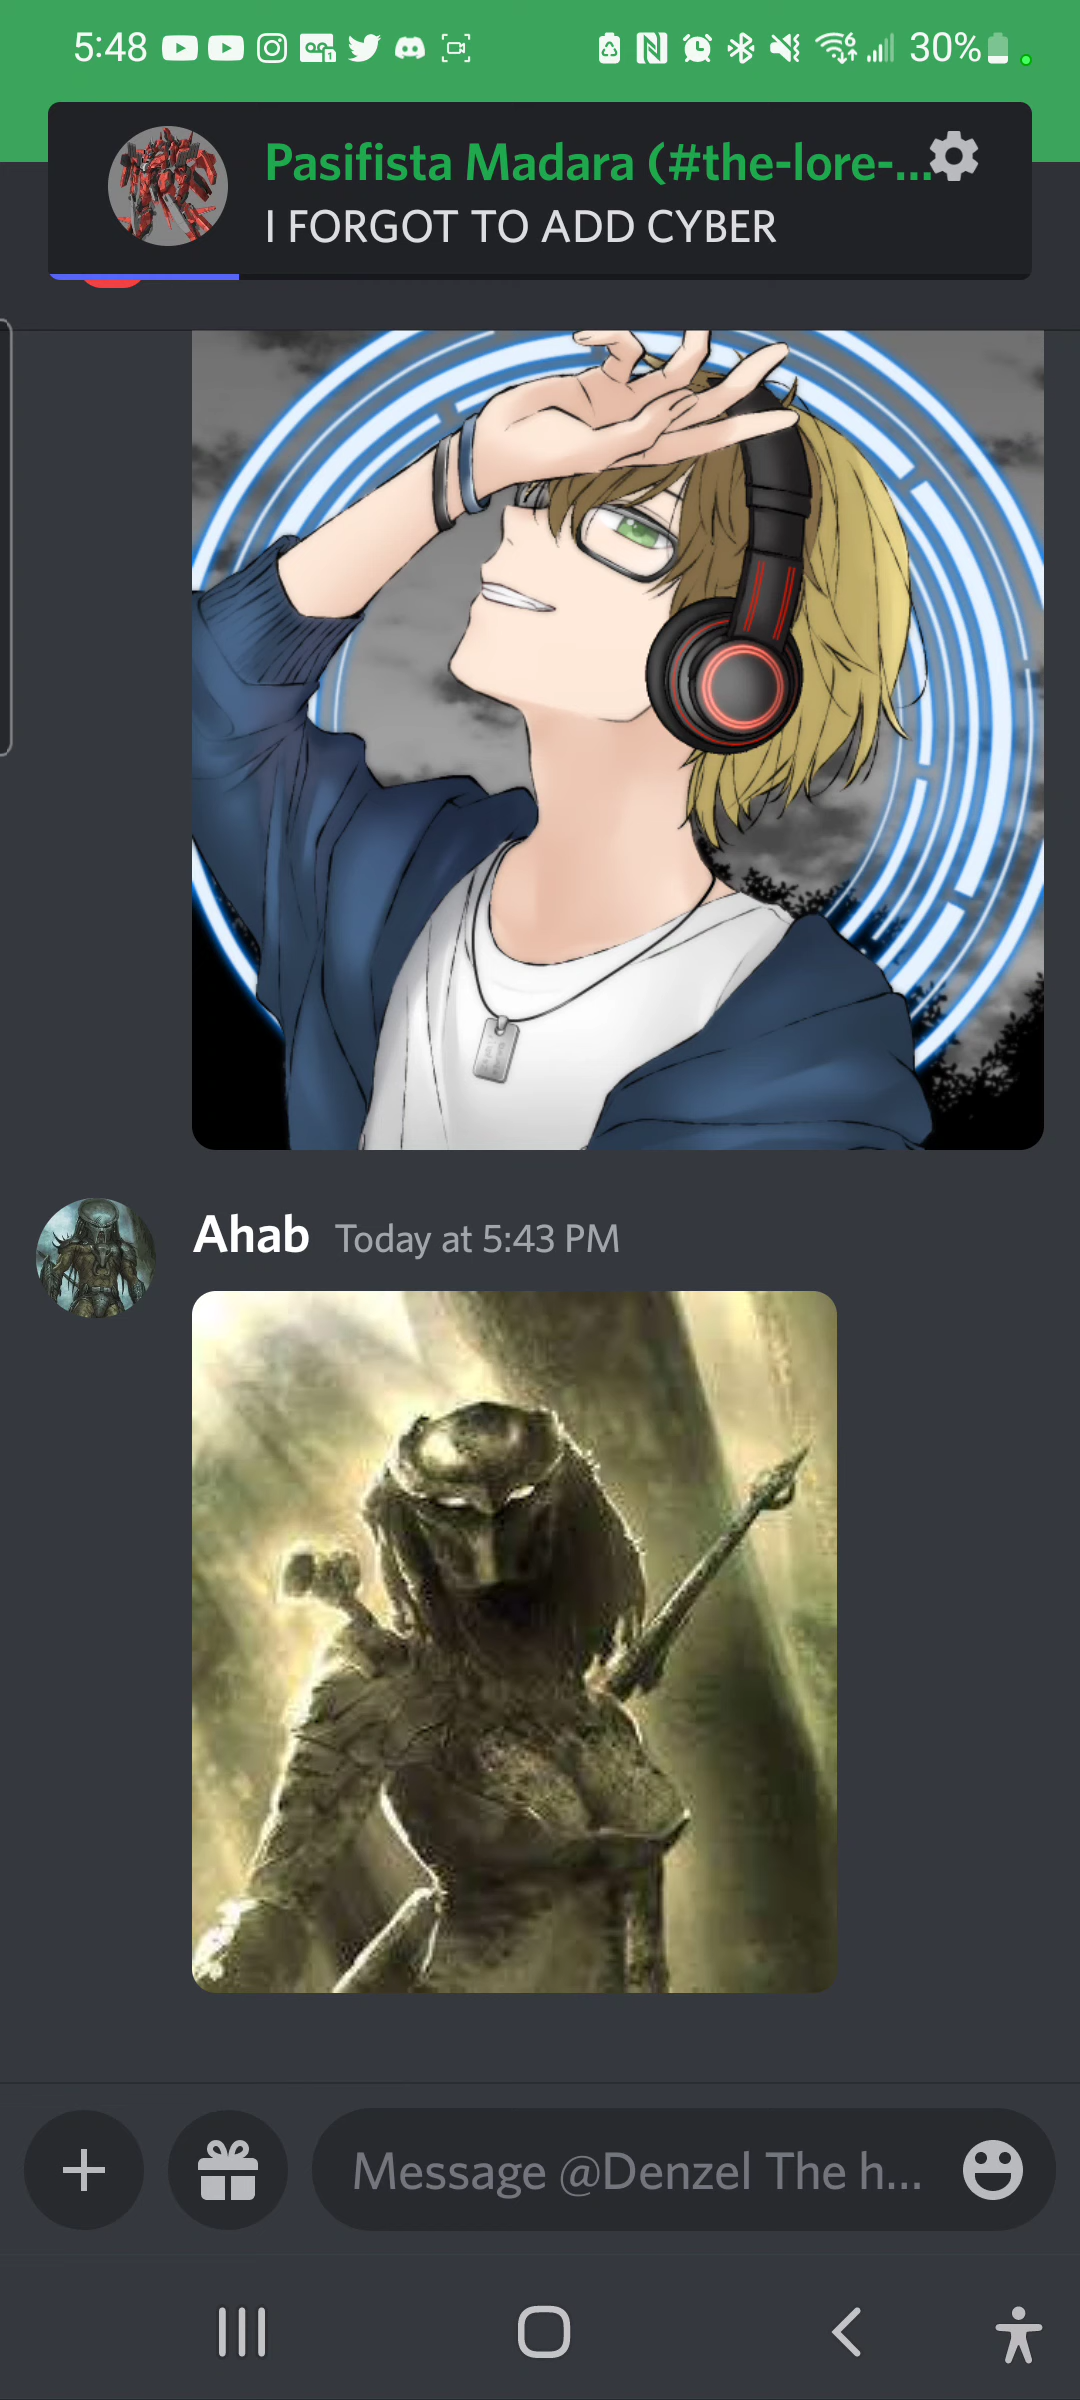 5:48
30%
Pasifista Madara (#the-lore-...
I FORGOT TO ADD CYBER
Ahab Today at 5:43 PM
Message @Denzel The h...